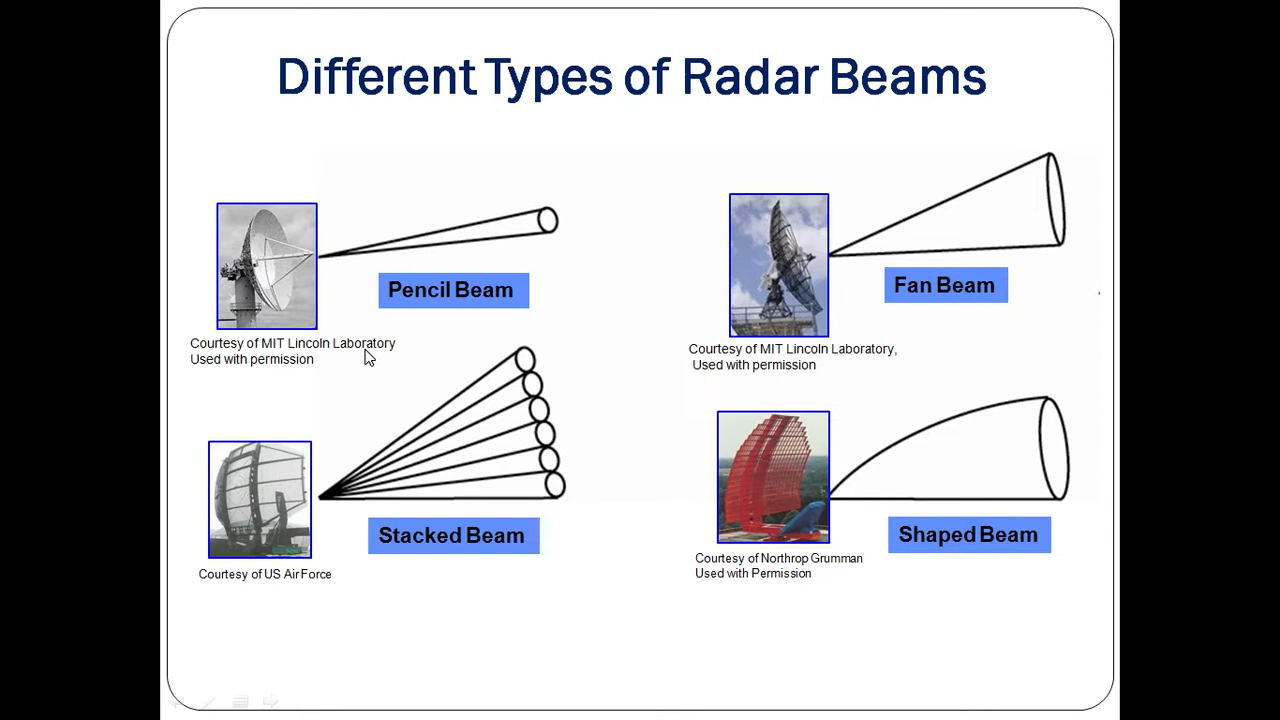 Different Types of Radar Beams
Pencil Beam
Courtesy of MIT Lincoln Laboratory
Used with permission
Fan Beam
Courtesy of MIT Lincoln Laboratory,
Used with permission
Stacked Beam
Courtesy of US Air Force
Shaped Beam
Courtesy of Northrop Grumman
Used with Permission